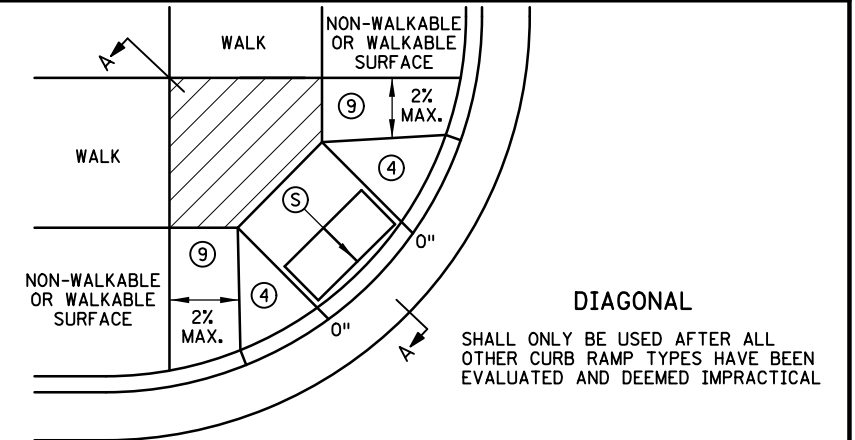 WALK
NON-WALKABLE
OR WALKABLE
SURFACE
A
9
2%
MAX.
WALK
4
S
0"
9
NON-WALKABLE
OR WALKABLE
SURFACE
4
2%
MAX.
0"
A
DIAGONAL
SHALL ONLY BE USED AFTER ALL
OTHER CURB RAMP TYPES HAVE BEEN
EVALUATED AND DEEMED IMPRACTICAL